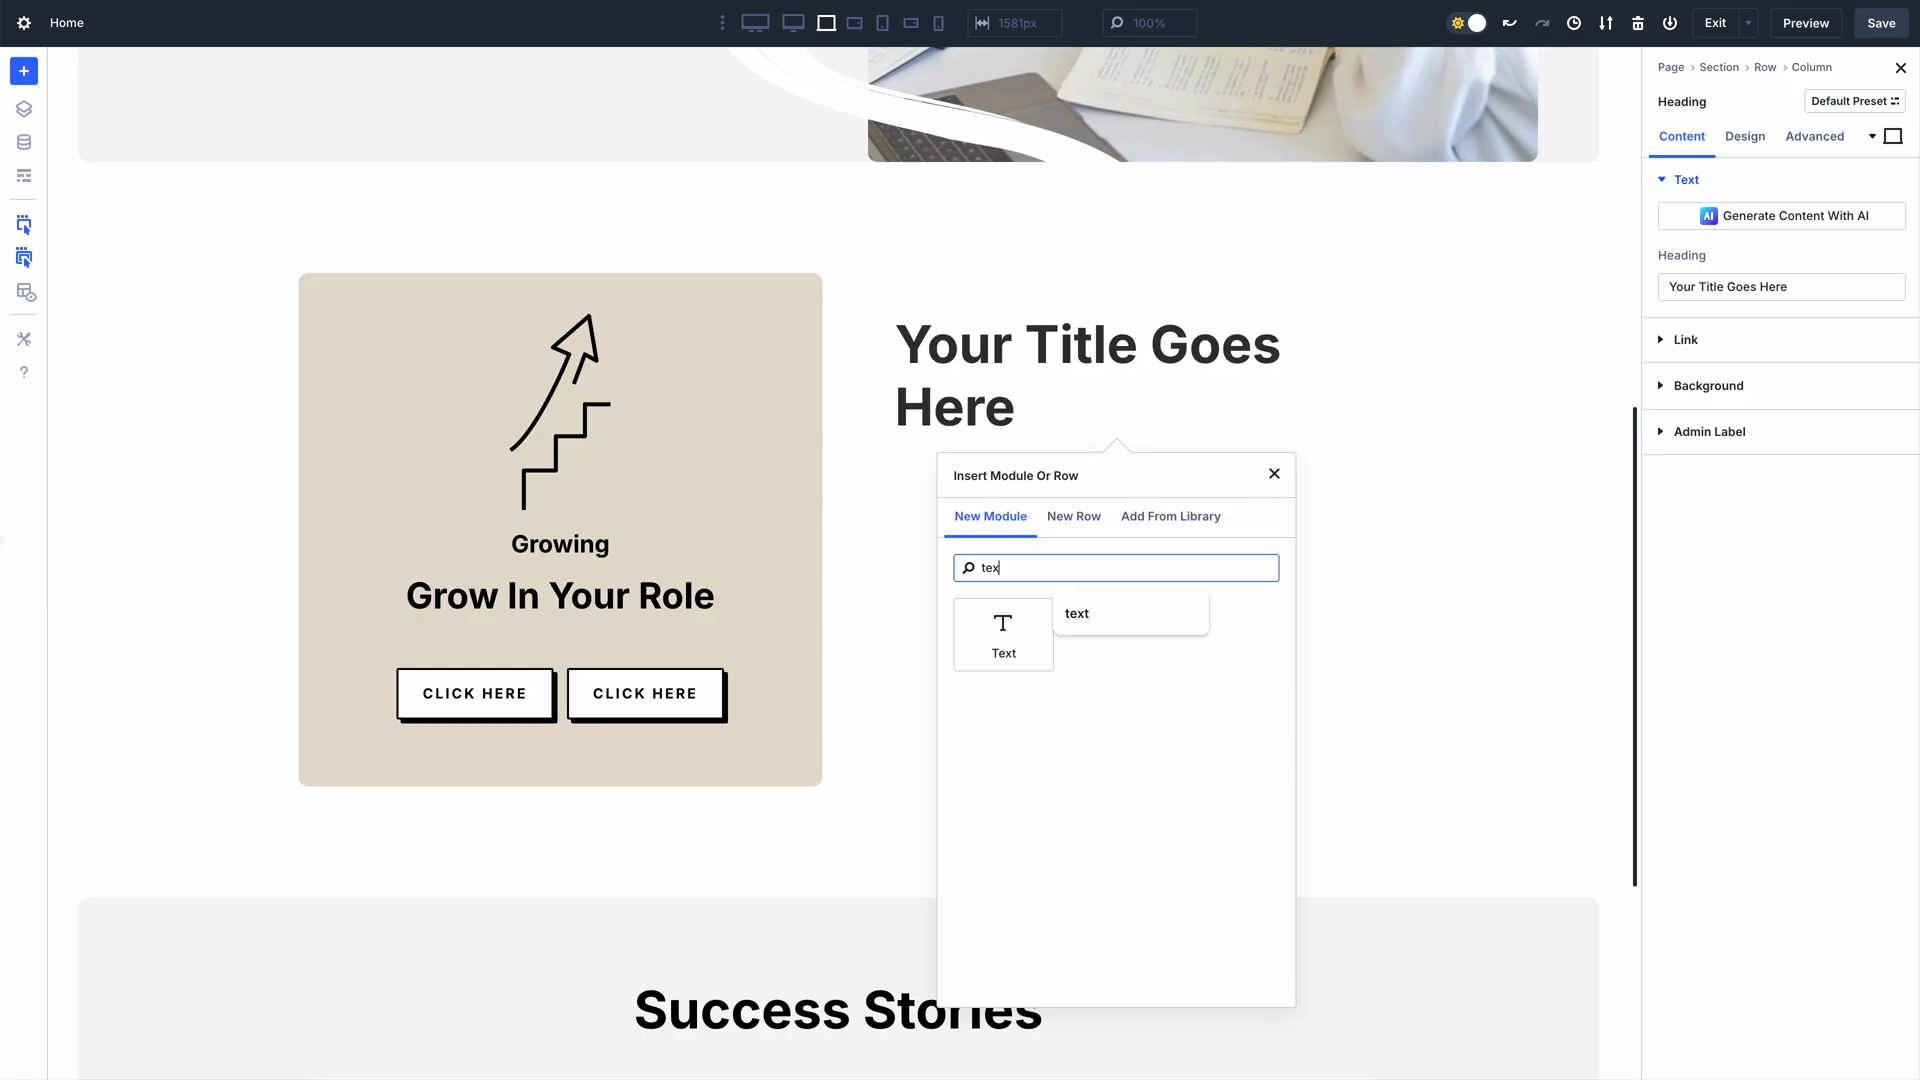 Home
1581px
100%
Exit
Preview
Save
Page › Section › Row › Column
Heading
Default Preset
Content
Design
Advanced
Text
AI Generate Content With AI
Heading
Your Title Goes Here
Link
Background
Admin Label
Growing
Grow In Your Role
CLICK HERE
CLICK HERE
Your Title Goes
Here
Insert Module Or Row
New Module
New Row
Add From Library
tex
text
Text
Success Stories